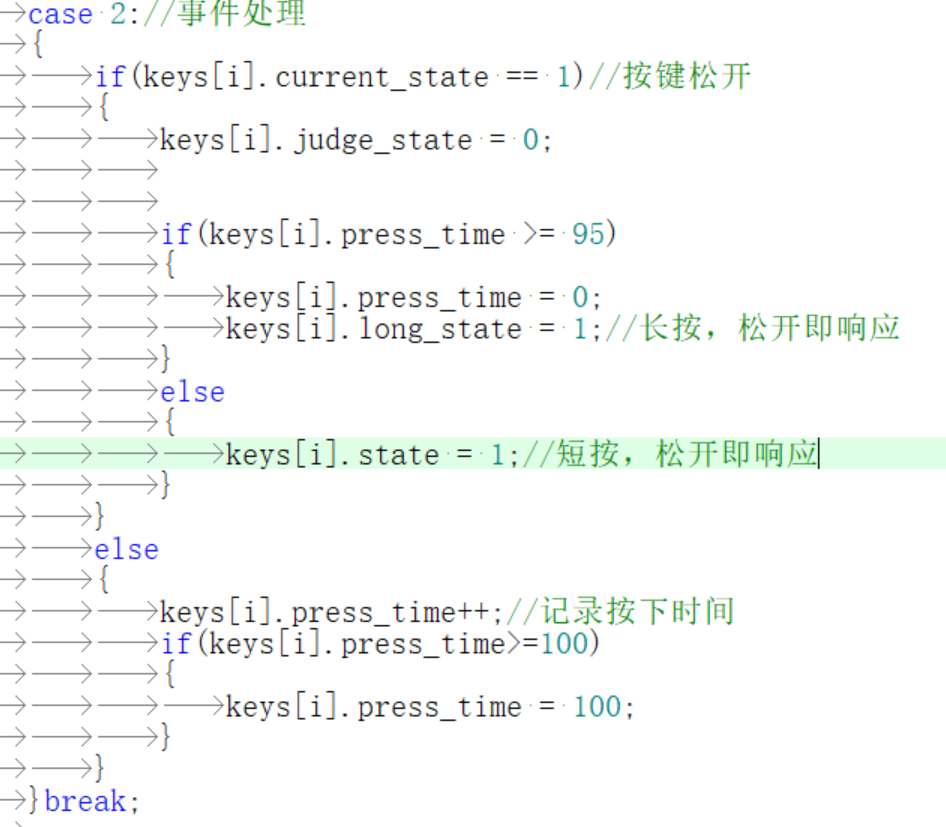 case 2://事件处理
{
if(keys[i].current_state == 1)//按键松开
{
keys[i].judge_state = 0;
if(keys[i].press_time >= 95)
{
keys[i].press_time = 0;
keys[i].long_state = 1;//长按，松开即响应
}
else
{
keys[i].state = 1;//短按，松开即响应
}
}
else
{
keys[i].press_time++;//记录按下时间
if(keys[i].press_time>=100)
{
keys[i].press_time = 100;
}
}
}break;